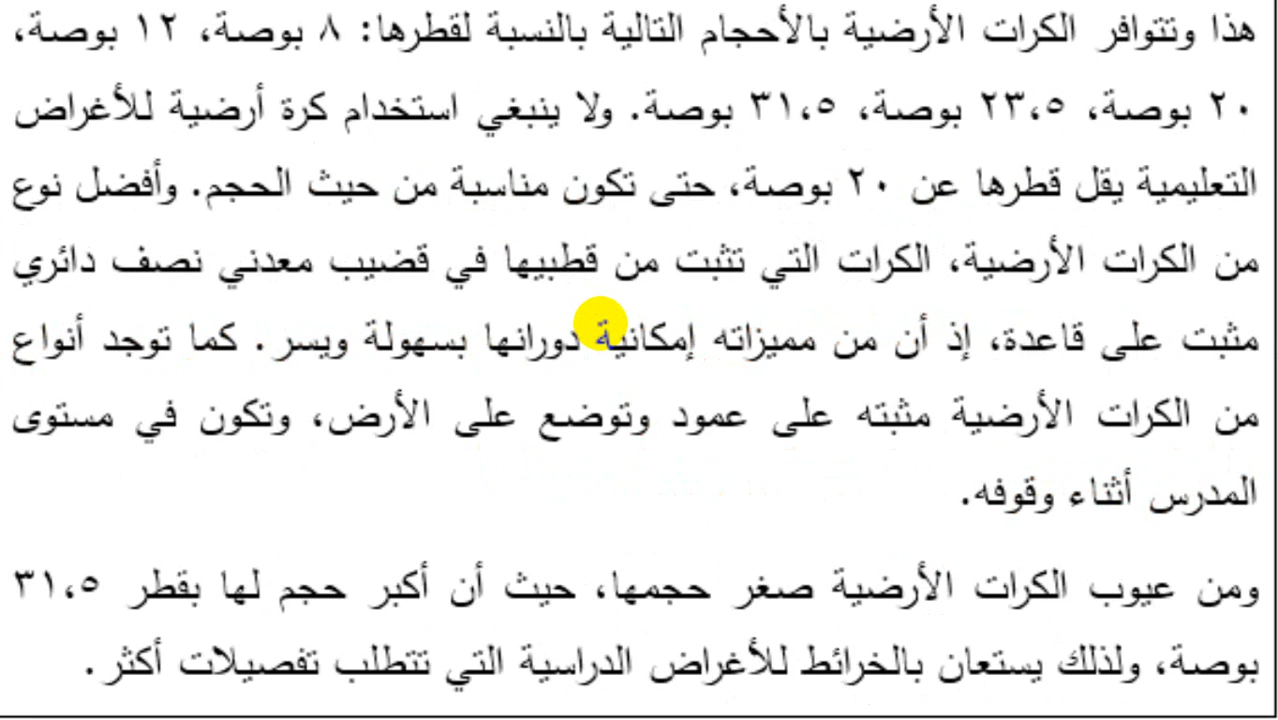 هذا وتتوافر الكرات الأرضية بالأحجام التالية بالنسبة لقطرها: ٨ بوصة، ١٢ بوصة،
٢٠ بوصة، ٢٣،٥ بوصة، ٣١،٥ بوصة. ولا ينبغي استخدام كرة أرضية للأغراض
التعليمية يقل قطرها عن ٢٠ بوصة، حتى تكون مناسبة من حيث الحجم. وأفضل نوع
من الكرات الأرضية، الكرات التي تثبت من قطبيها في قضيب معدني نصف دائري
مثبت على قاعدة، إذ أن من مميزاته إمكانية دورانها بسهولة ويسر. كما توجد أنواع
من الكرات الأرضية مثبته على عمود وتوضع على الأرض، وتكون في مستوى
المدرس أثناء وقوفه.
ومن عيوب الكرات الأرضية صغر حجمها، حيث أن أكبر حجم لها بقطر ٣١،٥
بوصة، ولذلك يستعان بالخرائط للأغراض الدراسية التي تتطلب تفصيلات أكثر.